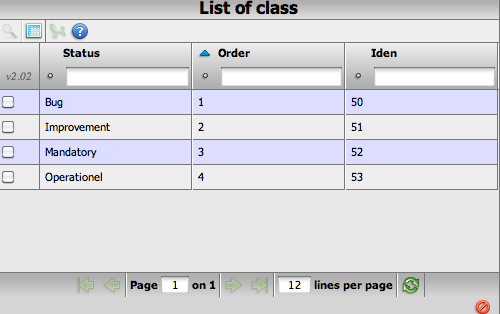 List of class
Status Order Iden
v2.02
Bug 1 50
Improvement 2 51
Mandatory 3 52
Operationel 4 53
Page 1 on 1 12 lines per page